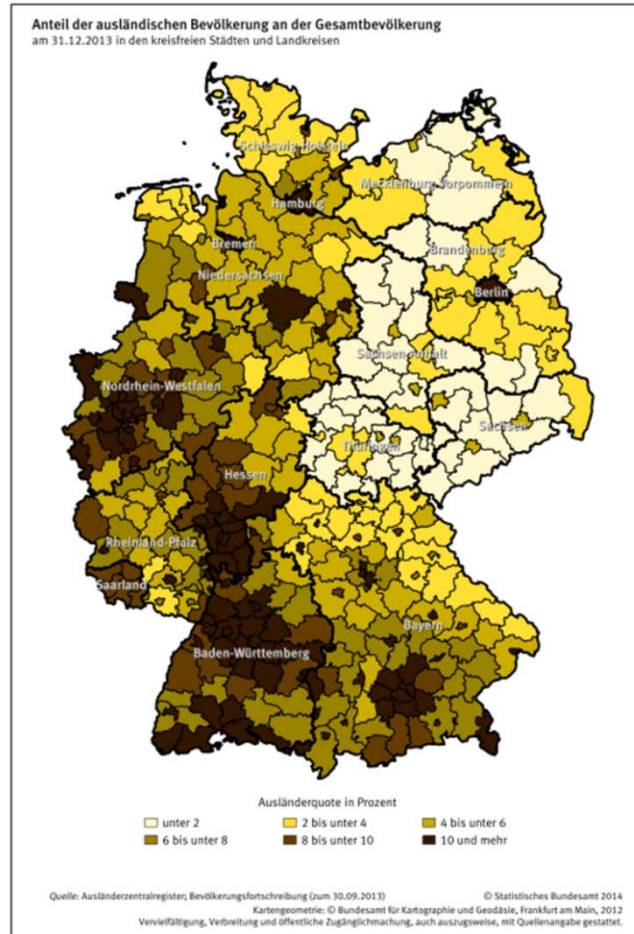 Anteil der ausländischen Bevölkerung an der Gesamtbevölkerung
am 31.12.2013 in den kreisfreien Städten und Landkreisen
Schleswig-Holstein
Mecklenburg-Vorpommern
Hamburg
Bremen
Brandenburg
Niedersachsen
Berlin
Sachsen-Anhalt
Nordrhein-Westfalen
Sachsen
Thüringen
Hessen
Rheinland-Pfalz
Saarland
Bayern
Baden-Württemberg
Ausländerquote in Prozent
unter 2 2 bis unter 4 4 bis unter 6
6 bis unter 8 8 bis unter 10 10 und mehr
Quelle: Ausländerzentralregister; Bevölkerungsfortschreibung (zum 30.09.2013) © Statistisches Bundesamt 2014
Kartengeometrie: © Bundesamt für Kartographie und Geodäsie, Frankfurt am Main, 2012
Vervielfältigung, Verbreitung und öffentliche Zugänglichmachung, auch auszugsweise, mit Quellenangabe gestattet.